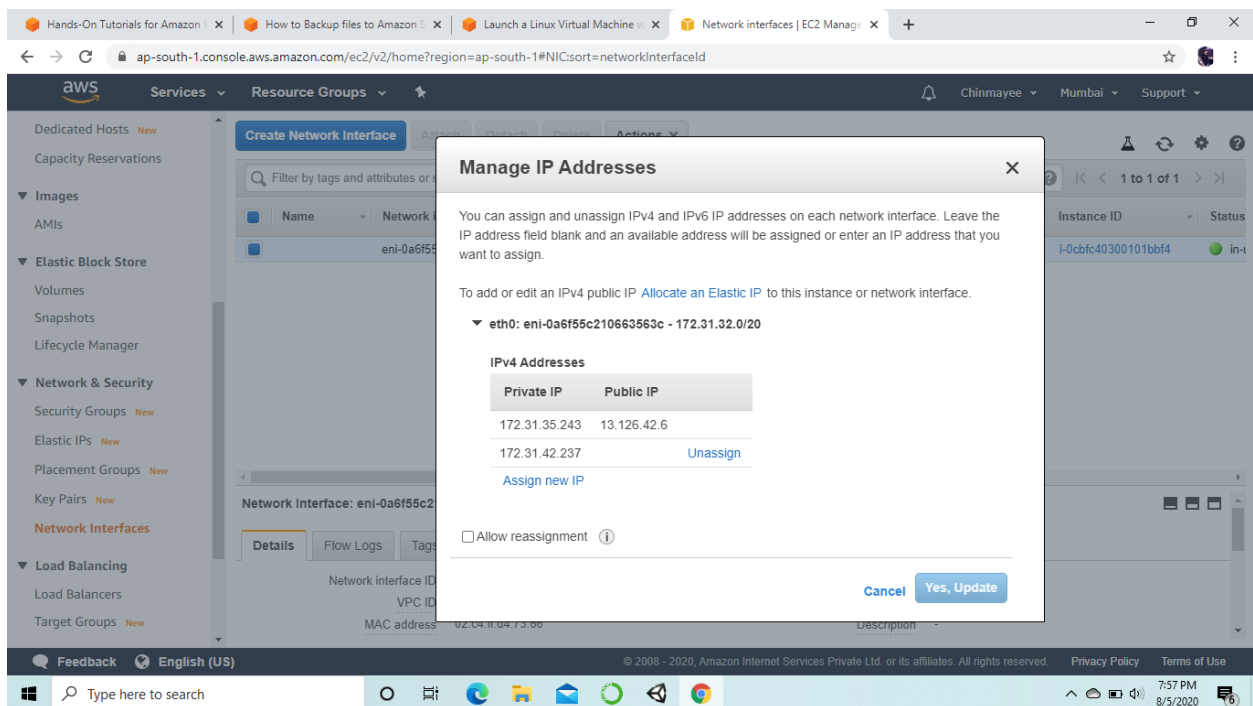 Hands-On Tutorials for Amazon
How to Backup files to Amazon S
Launch a Linux Virtual Machine w
Network interfaces | EC2 Manage
ap-south-1.console.aws.amazon.com/ec2/v2/home?region=ap-south-1#NIC:sort=networkInterfaceId
aws Services Resource Groups Chinmayee Mumbai Support
Dedicated Hosts New
Capacity Reservations
Images
AMIs
Elastic Block Store
Volumes
Snapshots
Lifecycle Manager
Network & Security
Security Groups New
Elastic IPs New
Placement Groups New
Key Pairs New
Network Interfaces
Load Balancing
Load Balancers
Target Groups New
Create Network Interface Attach Detach Delete Actions
Filter by tags and attributes or s
1 to 1 of 1
Name Network i Instance ID Status
eni-0a6f55 i-0cbfc40300101bbf4 in-u
Manage IP Addresses
You can assign and unassign IPv4 and IPv6 IP addresses on each network interface. Leave the
IP address field blank and an available address will be assigned or enter an IP address that you
want to assign.
To add or edit an IPv4 public IP Allocate an Elastic IP to this instance or network interface.
eth0: eni-0a6f55c210663563c - 172.31.32.0/20
IPv4 Addresses
Private IP Public IP
172.31.35.243 13.126.42.6
172.31.42.237 Unassign
Assign new IP
Allow reassignment
Cancel Yes, Update
Network Interface: eni-0a6f55c2
Details Flow Logs Tags
Network interface ID
VPC ID
MAC address Description -
Feedback English (US) © 2008 - 2020, Amazon Internet Services Private Ltd. or its affiliates. All rights reserved. Privacy Policy Terms of Use
Type here to search
7:57 PM
8/5/2020
6